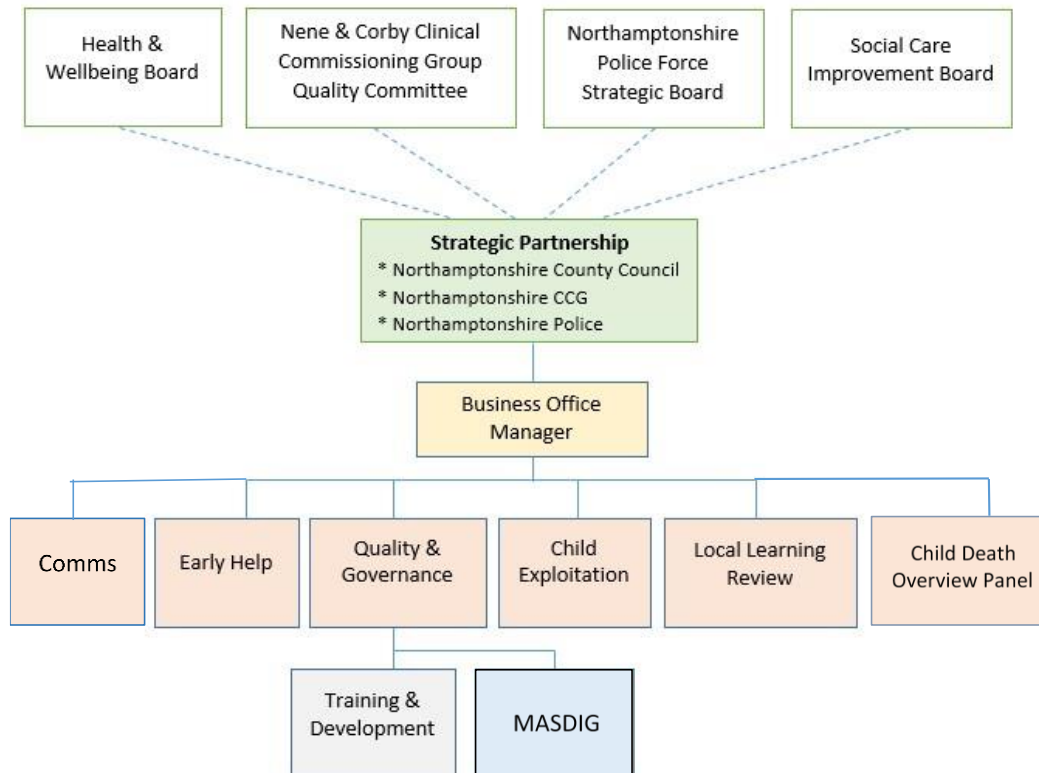 Health &
Wellbeing Board
Nene & Corby Clinical
Commissioning Group
Quality Committee
Northamptonshire
Police Force
Strategic Board
Social Care
Improvement Board
Strategic Partnership
* Northamptonshire County Council
* Northamptonshire CCG
* Northamptonshire Police
Business Office
Manager
Comms
Early Help
Quality &
Governance
Child
Exploitation
Local Learning
Review
Child Death
Overview Panel
Training &
Development
MASDIG